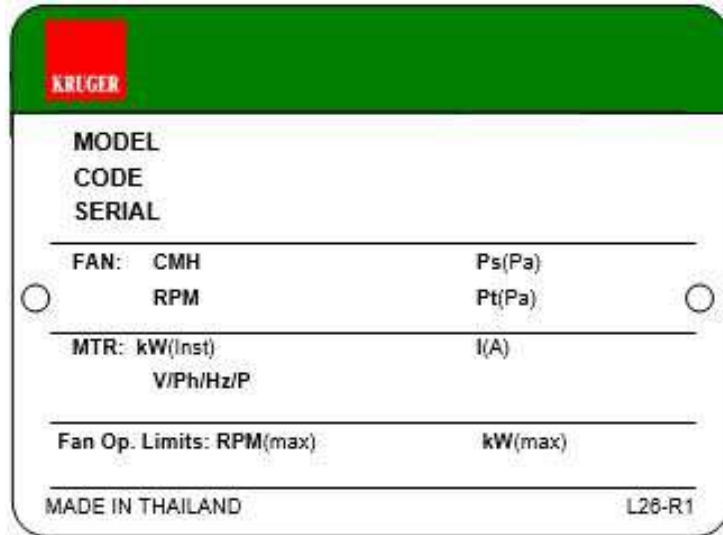 KRUGER
MODEL
CODE
SERIAL
FAN: CMH Ps(Pa)
RPM Pt(Pa)
MTR: kW(Inst) I(A)
V/Ph/Hz/P
Fan Op. Limits: RPM(max) kW(max)
MADE IN THAILAND L26-R1